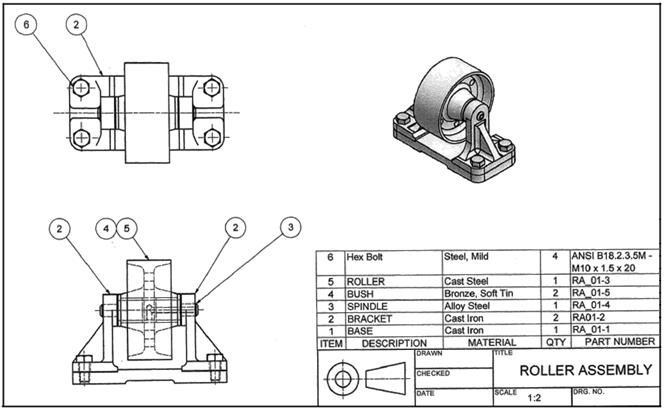 6 2
2 4 5 2 3
6 Hex Bolt Steel, Mild 4 ANSI B18.2.3.5M -
M10 x 1.5 x 20
5 ROLLER Cast Steel 1 RA_01-3
4 BUSH Bronze, Soft Tin 2 RA_01-5
3 SPINDLE Alloy Steel 1 RA_01-4
2 BRACKET Cast Iron 2 RA01-2
1 BASE Cast Iron 1 RA_01-1
ITEM DESCRIPTION MATERIAL QTY PART NUMBER
DRAWN
CHECKED
DATE
TITLE
ROLLER ASSEMBLY
SCALE
1:2
DRG. NO.